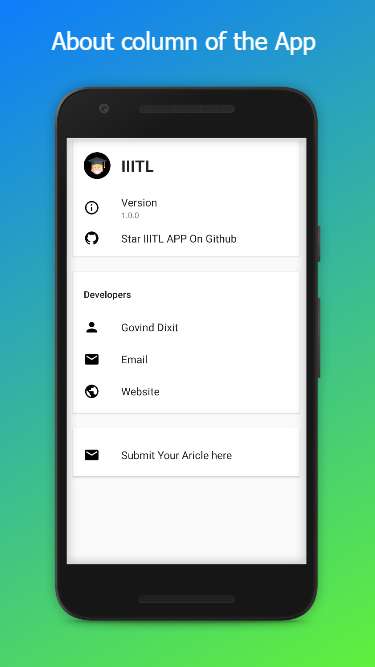 About column of the App
IIITL
Version
1.0.0
Star IIITL APP On Github
Developers
Govind Dixit
Email
Website
Submit Your Aricle here